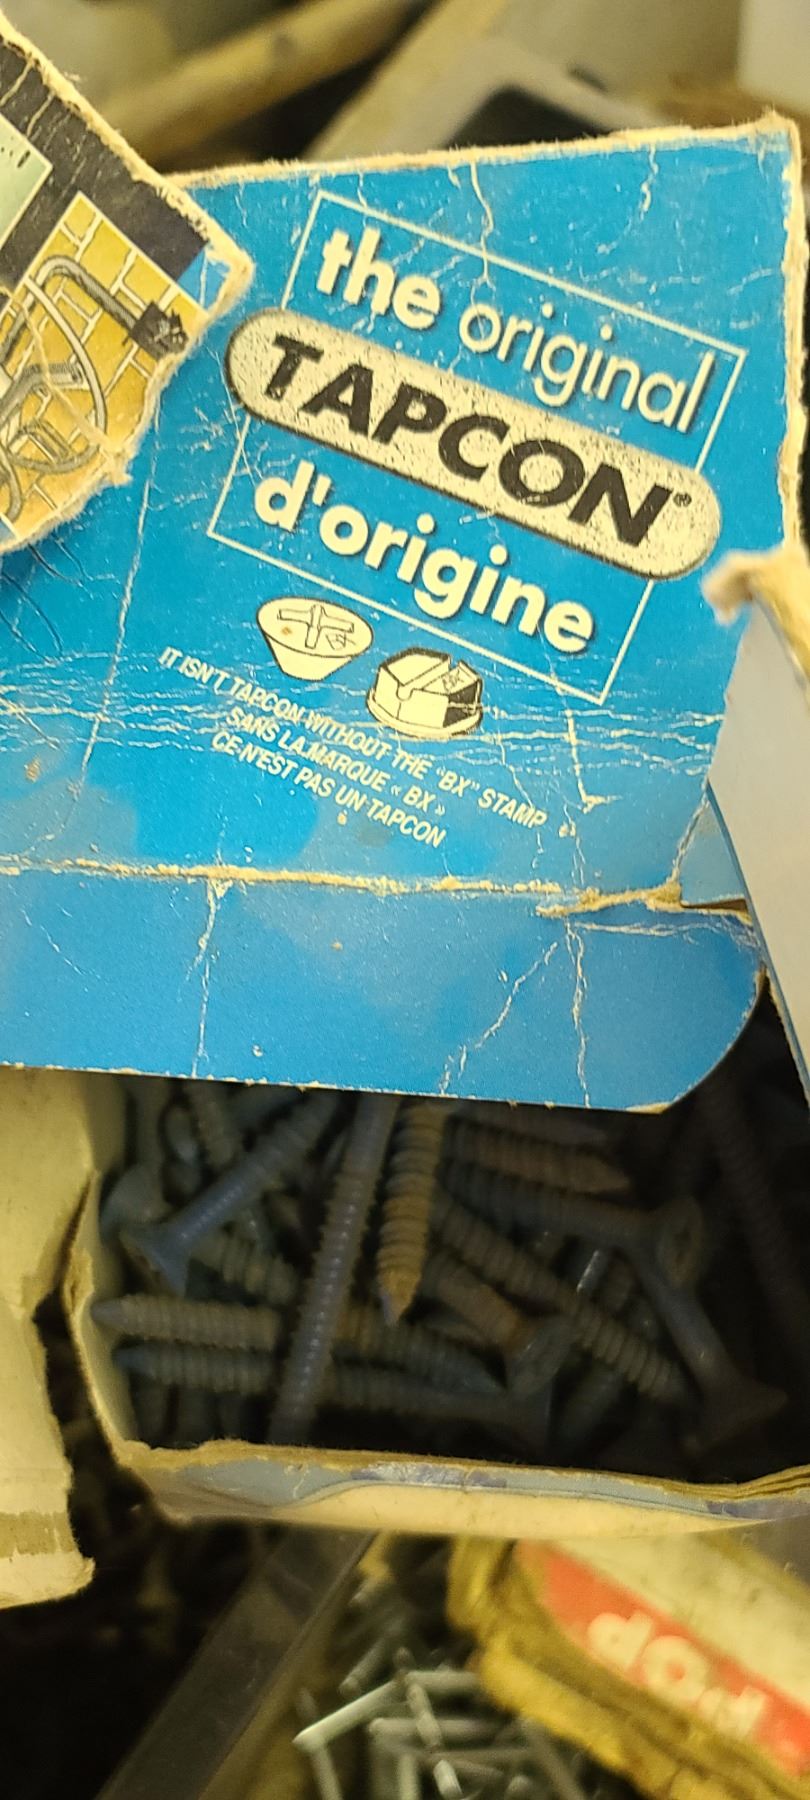 the original
TAPCON®
d'origine
IT ISN'T TAPCON WITHOUT THE "BX" STAMP
SANS LA MARQUE « BX »
CE N'EST PAS UN TAPCON
POP